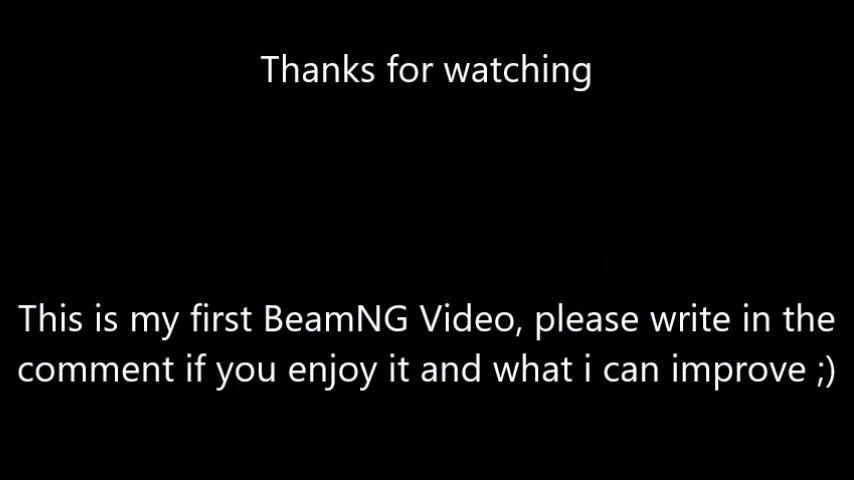 Thanks for watching
This is my first BeamNG Video, please write in the
comment if you enjoy it and what i can improve ;)